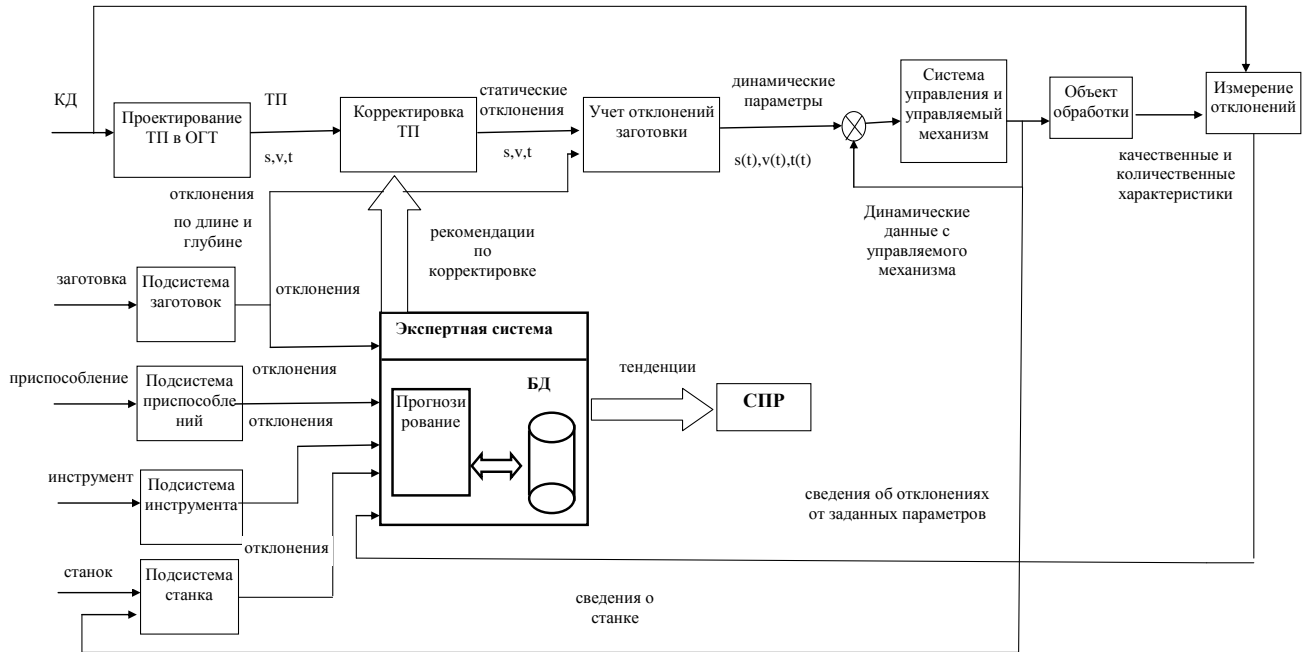 КД
Проектирование
ТП в ОГТ
ТП
s,v,t
Корректировка
ТП
статические
отклонения
s,v,t
Учет отклонений
заготовки
динамические
параметры
s(t),v(t),t(t)
Система
управления и
управляемый
механизм
Объект
обработки
Измерение
отклонений
качественные и
количественные
характеристики
Динамические
данные с
управляемого
механизма
отклонения
по длине и
глубине
рекомендации
по
корректировке
заготовка
Подсистема
заготовок
отклонения
Экспертная система
приспособление
Подсистема
приспособле
ний
отклонения
отклонения
Прогнози
рование
БД
тенденции
СПР
инструмент
Подсистема
инструмента
отклонения
сведения об отклонениях
от заданных параметров
станок
Подсистема
станка
сведения о
станке